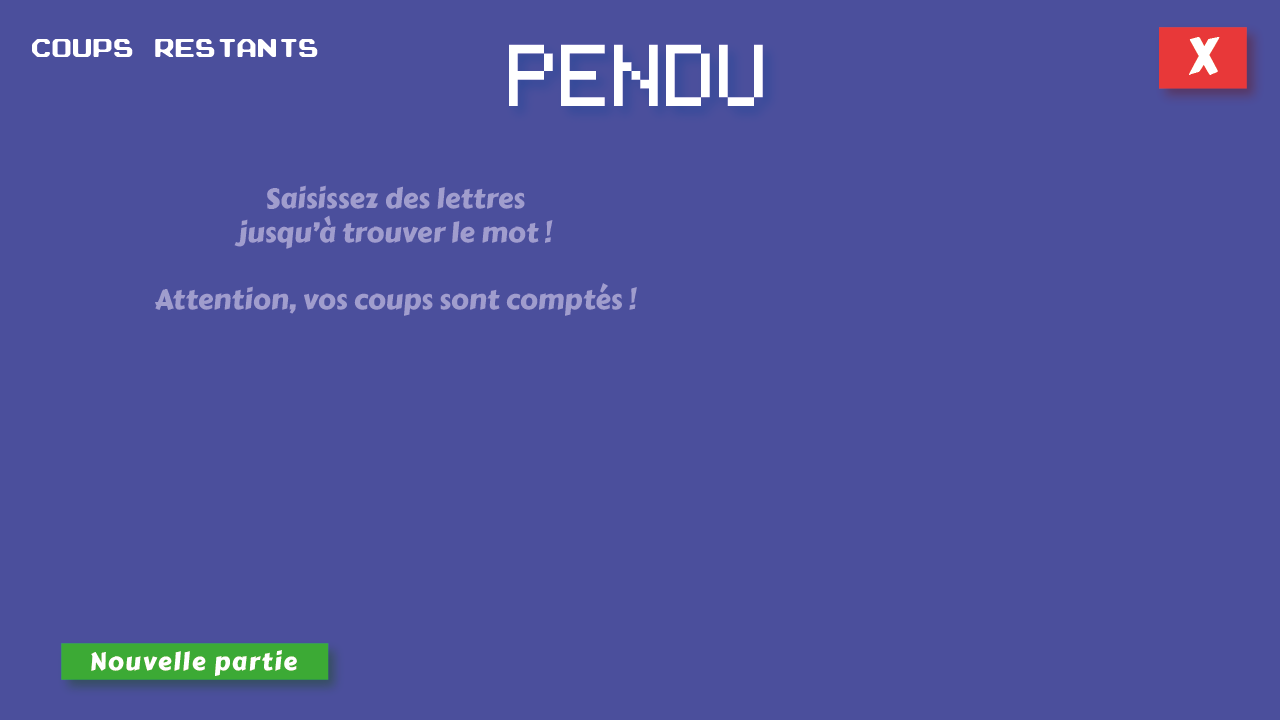 COUPS RESTANTS
PENDU
X
Saisissez des lettres
jusqu'à trouver le mot !
Attention, vos coups sont comptés !
Nouvelle partie